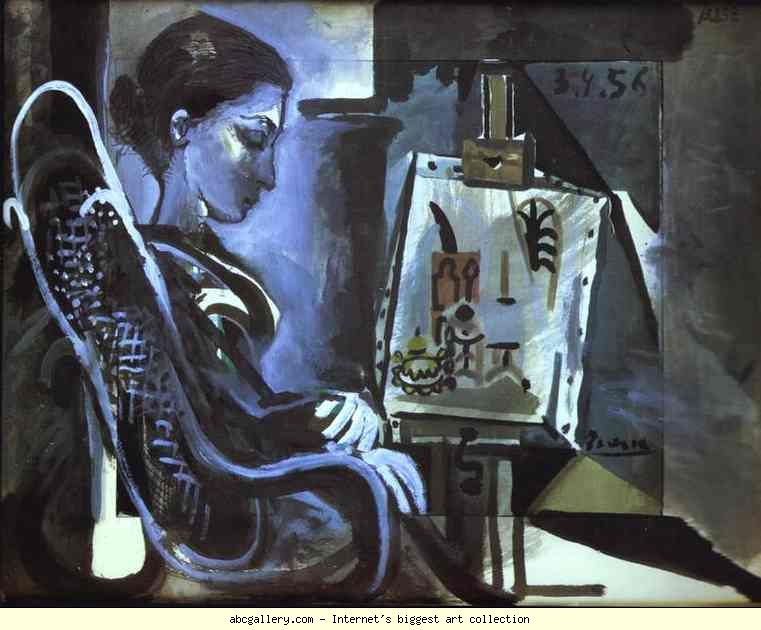 3.4.56
Picasso
abcgallery.com - Internet's biggest art collection